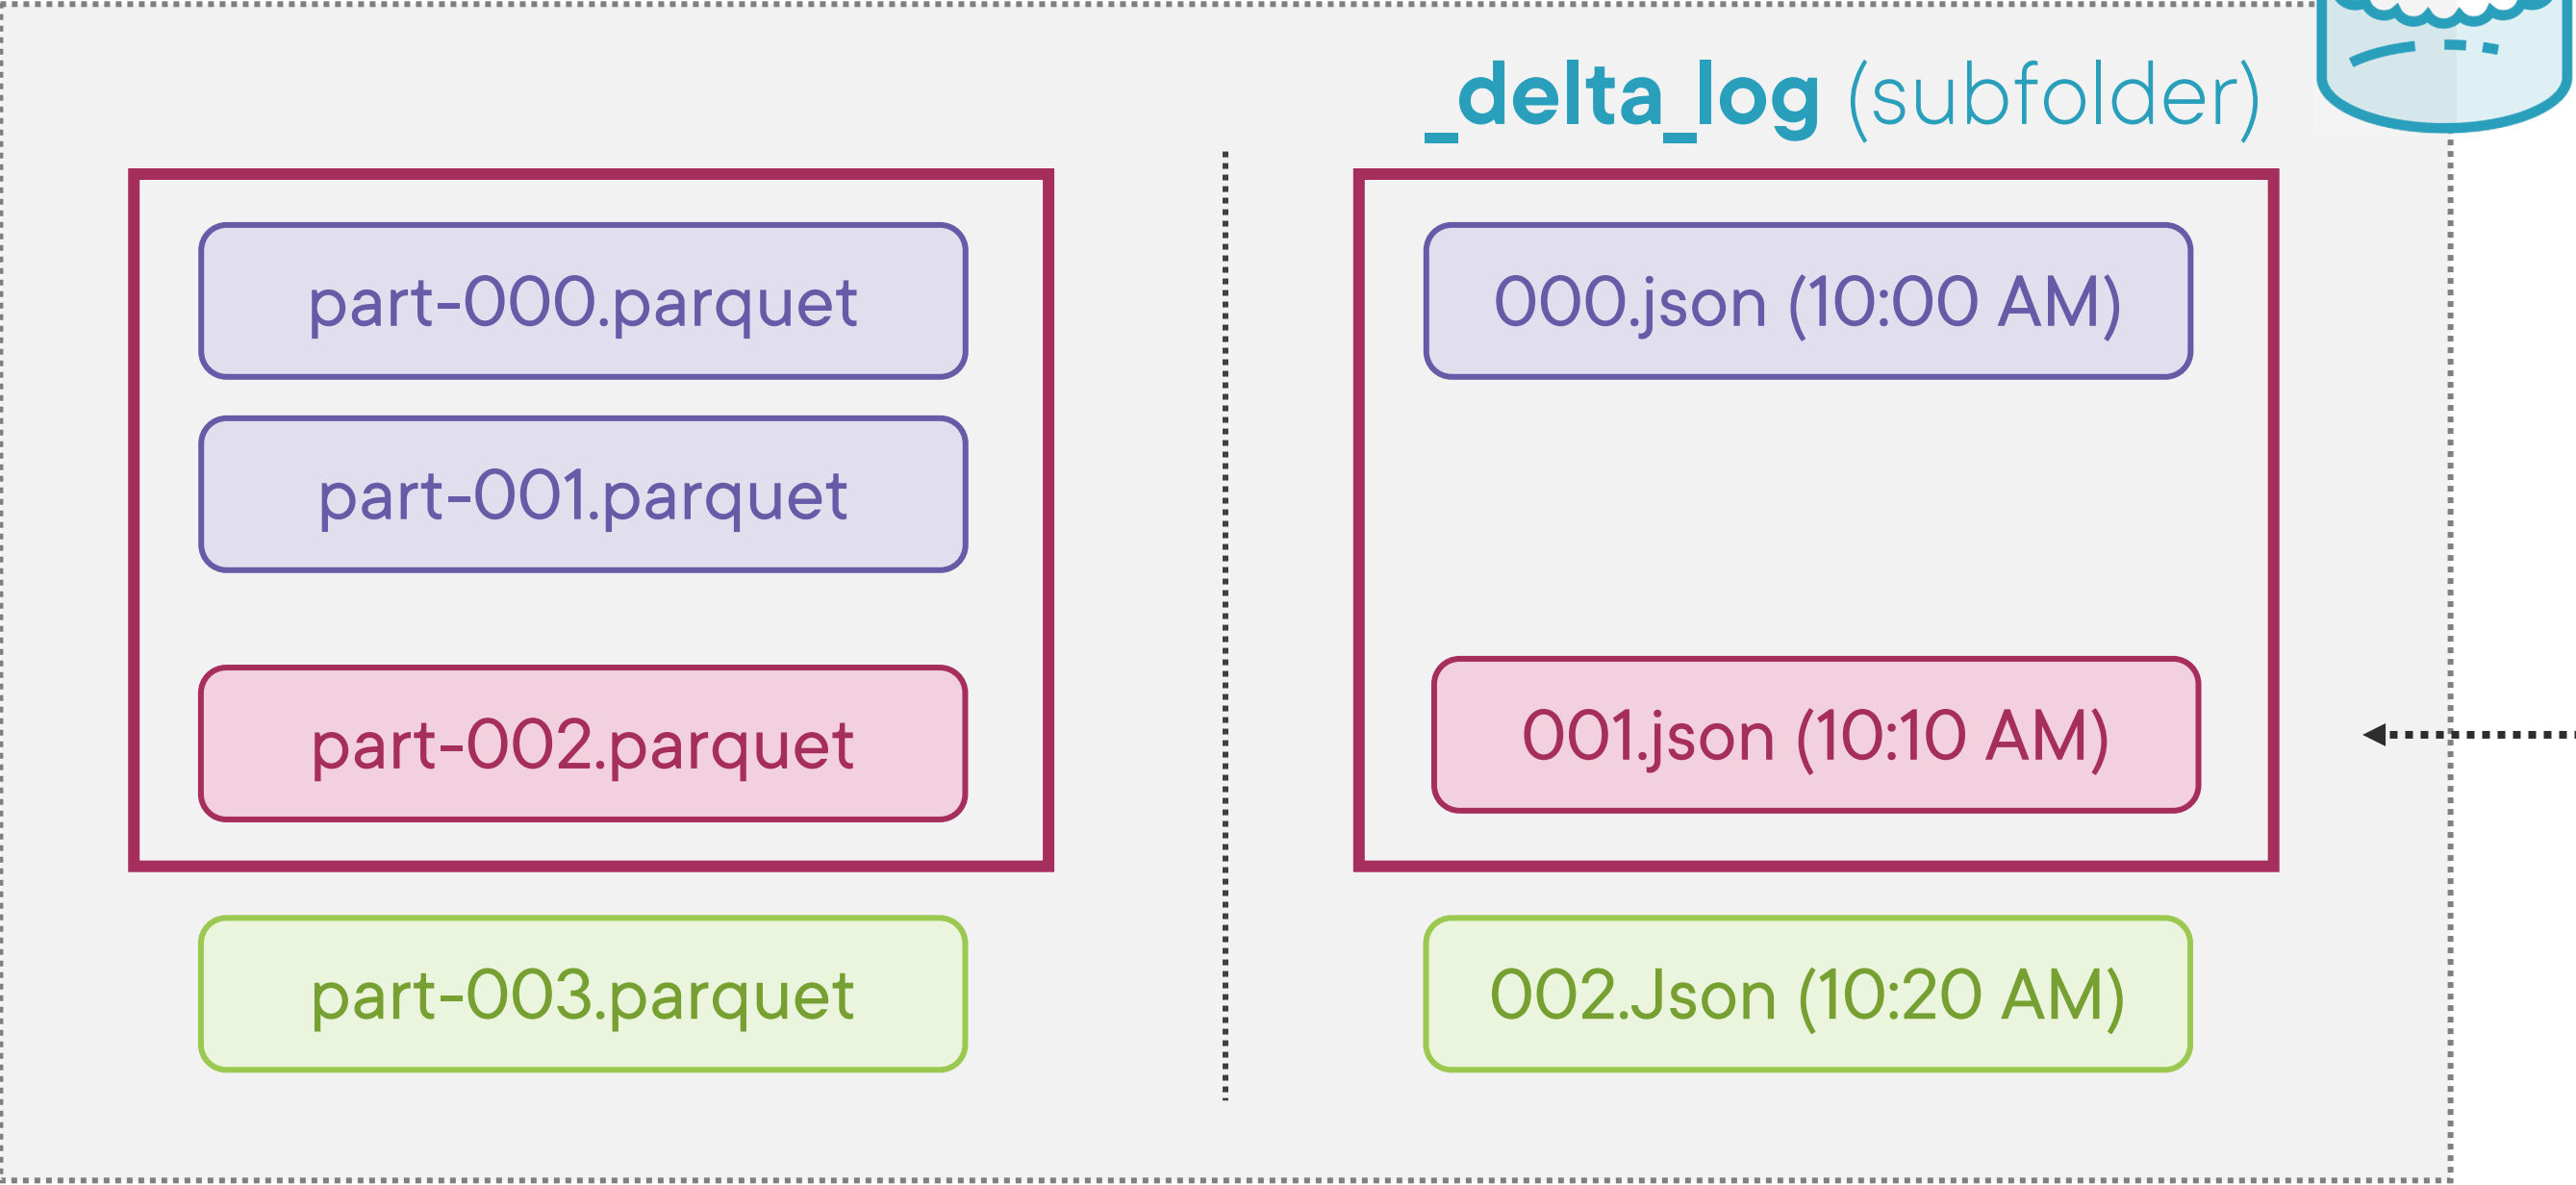 _delta_log (subfolder)
part-000.parquet
000.json (10:00 AM)
part-001.parquet
part-002.parquet
001.json (10:10 AM)
part-003.parquet
002.Json (10:20 AM)